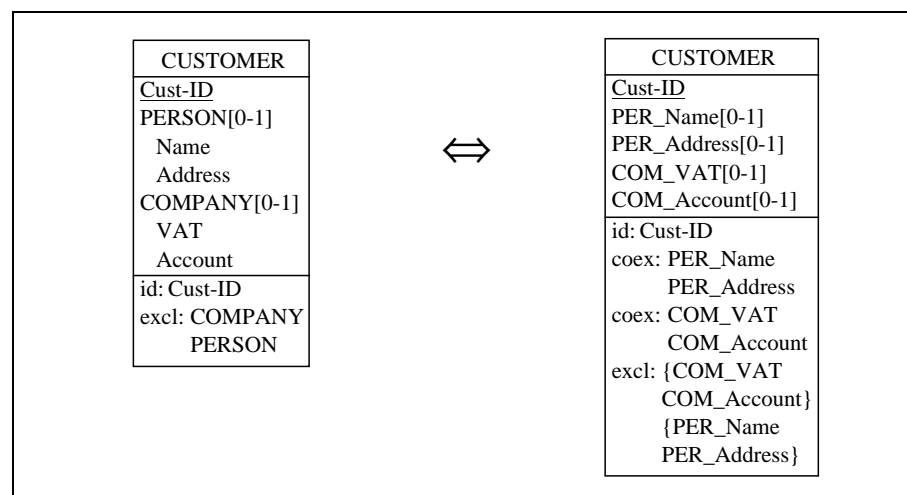 CUSTOMER
Cust-ID
PERSON[0-1]
Name
Address
COMPANY[0-1]
VAT
Account
id: Cust-ID
excl: COMPANY
PERSON
⇔
CUSTOMER
Cust-ID
PER_Name[0-1]
PER_Address[0-1]
COM_VAT[0-1]
COM_Account[0-1]
id: Cust-ID
coex: PER_Name
PER_Address
coex: COM_VAT
COM_Account
excl: {COM_VAT
COM_Account}
{PER_Name
PER_Address}